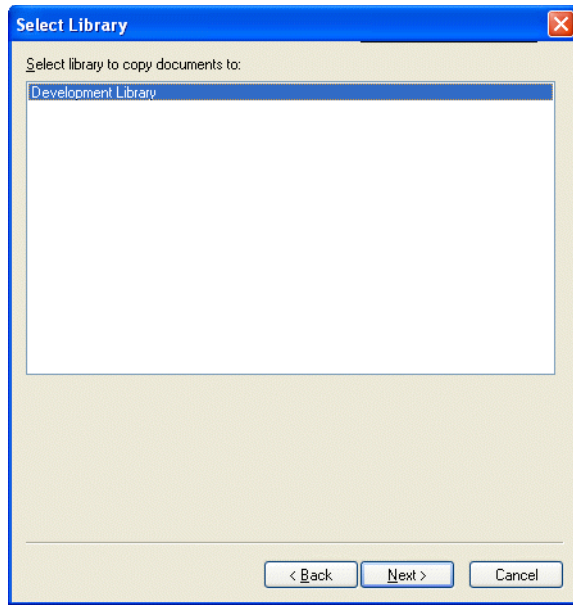 Select Library
Select library to copy documents to:
Development Library
< Back
Next >
Cancel